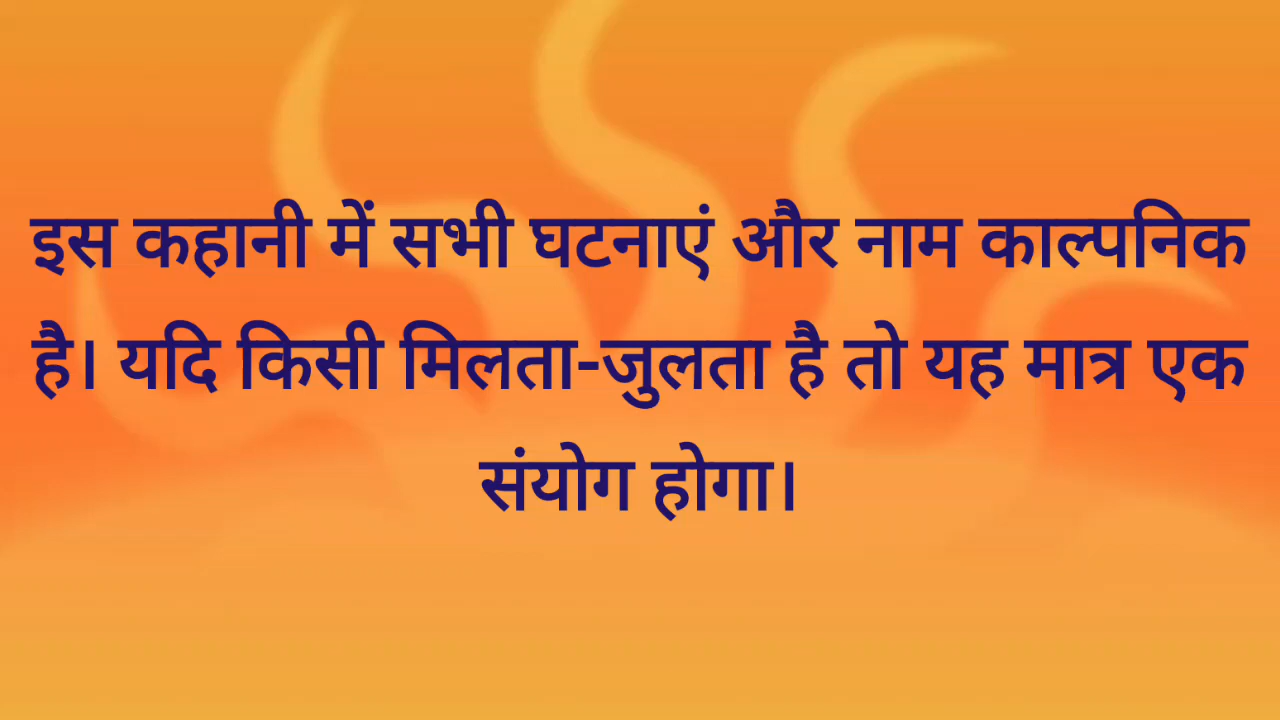 इस कहानी में सभी घटनाएं और नाम काल्पनिक
है। यदि किसी मिलता-जुलता है तो यह मात्र एक
संयोग होगा।